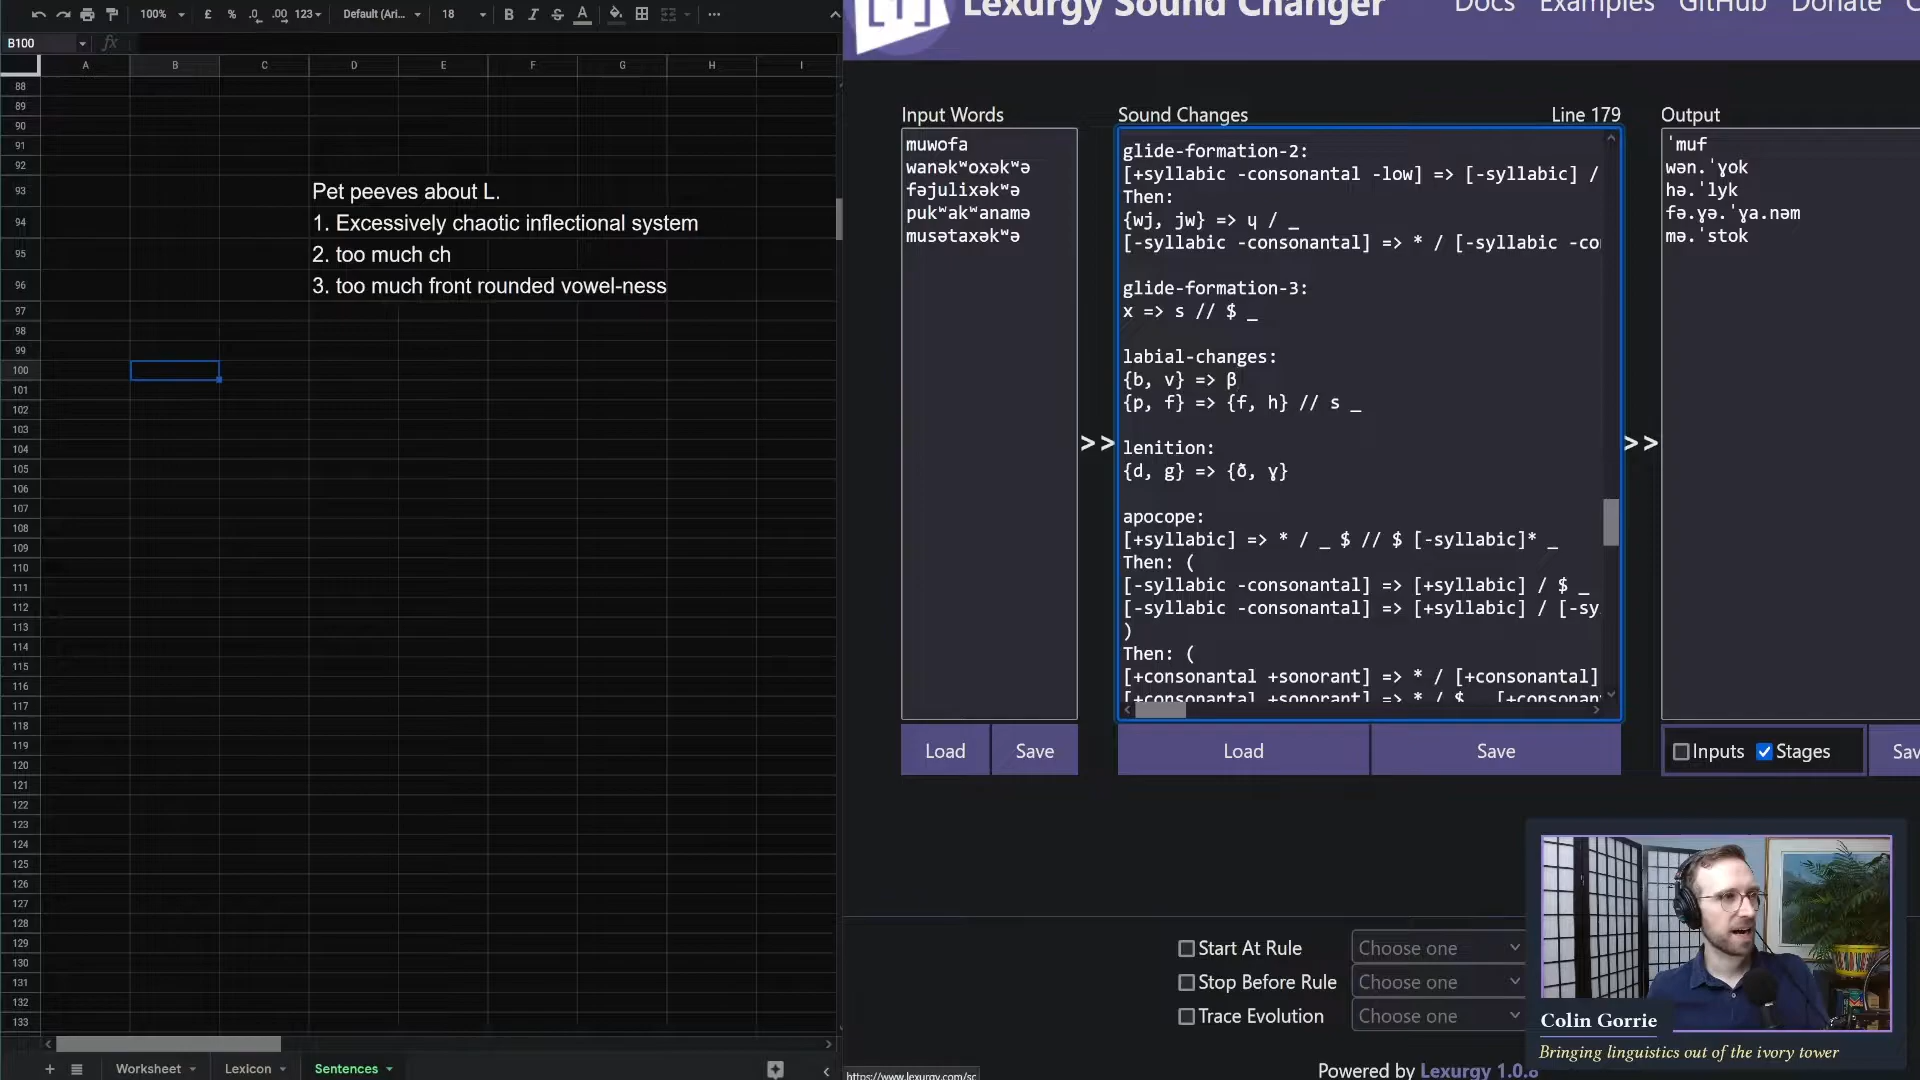 100%
£
%
.0
.00
123
Default (Ari...
18
B
I
S
A
B100
fx
A B C D E F G H I
88
89
90
91
92
93
94
95
96
97
98
99
100
101
102
103
104
105
106
107
108
109
110
111
112
113
114
115
116
117
118
119
120
121
122
123
124
125
126
127
128
129
130
131
132
133
Pet peeves about L.
1. Excessively chaotic inflectional system
2. too much ch
3. too much front rounded vowel-ness
Worksheet
Lexicon
Sentences
Lexurgy Sound Changer
Docs Examples GitHub Donate
Input Words
muwofa
wanəkʷoxəkʷə
fəjulixəkʷə
pukʷakʷanamə
musətaxəkʷə
Load
Save
>>
Sound Changes
Line 179
glide-formation-2:
[+syllabic -consonantal -low] => [-syllabic] /
Then:
{wj, jw} => ɥ / _
[-syllabic -consonantal] => * / [-syllabic -co
glide-formation-3:
x => s // $ _
labial-changes:
{b, v} => β
{p, f} => {f, h} // s _
lenition:
{d, g} => {ð, ɣ}
apocope:
[+syllabic] => * / _ $ // $ [-syllabic]* _
Then: (
[-syllabic -consonantal] => [+syllabic] / $ _
[-syllabic -consonantal] => [+syllabic] / [-sy
)
Then: (
[+consonantal +sonorant] => * / [+consonantal]
[+consonantal +sonorant] => * / $ _ [+consonan
Load
Save
>>
Output
ˈmuf
wən.ˈɣok
hə.ˈlyk
fə.ɣə.ˈɣa.nəm
mə.ˈstok
Inputs
Stages
Sav
Start At Rule
Choose one
Stop Before Rule
Choose one
Trace Evolution
Choose one
Colin Gorrie
Bringing linguistics out of the ivory tower
Powered by Lexurgy 1.0.8
https://www.lexurgy.com/sc